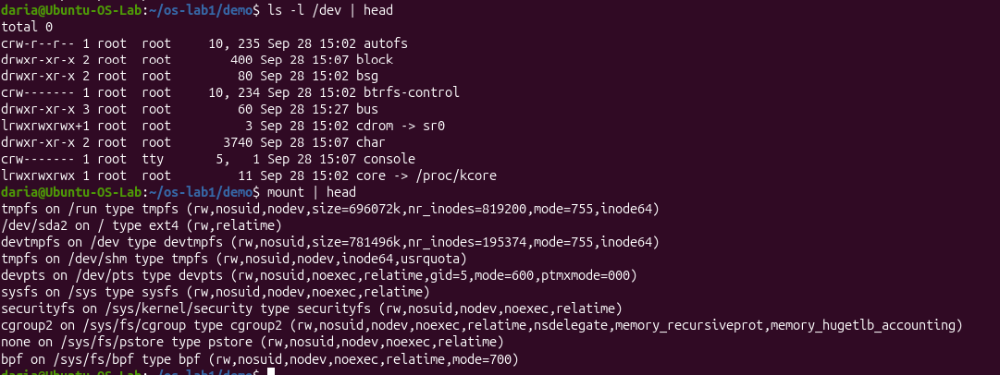 daria@Ubuntu-OS-Lab:~/os-lab1/demo$ ls -l /dev | head
total 0
crw-r--r-- 1 root  root     10, 235 Sep 28 15:02 autofs
drwxr-xr-x 2 root  root        400 Sep 28 15:07 block
drwxr-xr-x 2 root  root         80 Sep 28 15:02 bsg
crw------- 1 root  root     10, 234 Sep 28 15:02 btrfs-control
drwxr-xr-x 3 root  root         60 Sep 28 15:27 bus
lrwxrwxrwx+1 root  root          3 Sep 28 15:02 cdrom -> sr0
drwxr-xr-x 2 root  root       3740 Sep 28 15:07 char
crw------- 1 root  tty      5,   1 Sep 28 15:07 console
lrwxrwxrwx 1 root  root         11 Sep 28 15:02 core -> /proc/kcore
daria@Ubuntu-OS-Lab:~/os-lab1/demo$ mount | head
tmpfs on /run type tmpfs (rw,nosuid,nodev,size=696072k,nr_inodes=819200,mode=755,inode64)
/dev/sda2 on / type ext4 (rw,relatime)
devtmpfs on /dev type devtmpfs (rw,nosuid,size=781496k,nr_inodes=195374,mode=755,inode64)
tmpfs on /dev/shm type tmpfs (rw,nosuid,nodev,inode64,usrquota)
devpts on /dev/pts type devpts (rw,nosuid,noexec,relatime,gid=5,mode=600,ptmxmode=000)
sysfs on /sys type sysfs (rw,nosuid,nodev,noexec,relatime)
securityfs on /sys/kernel/security type securityfs (rw,nosuid,nodev,noexec,relatime)
cgroup2 on /sys/fs/cgroup type cgroup2 (rw,nosuid,nodev,noexec,relatime,nsdelegate,memory_recursiveprot,memory_hugetlb_accounting)
none on /sys/fs/pstore type pstore (rw,nosuid,nodev,noexec,relatime)
bpf on /sys/fs/bpf type bpf (rw,nosuid,nodev,noexec,relatime,mode=700)
daria@Ubuntu-OS-Lab:~/os-lab1/demo$